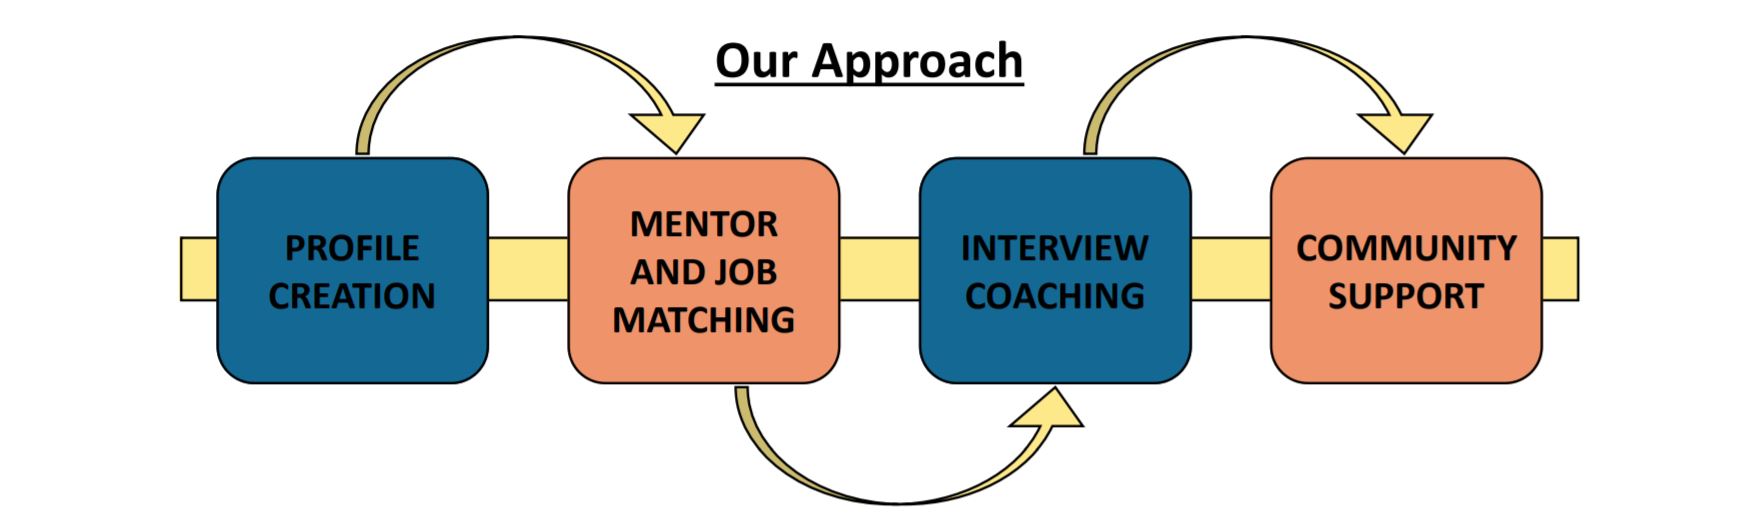 Our Approach
PROFILE
CREATION
MENTOR
AND JOB
MATCHING
INTERVIEW
COACHING
COMMUNITY
SUPPORT